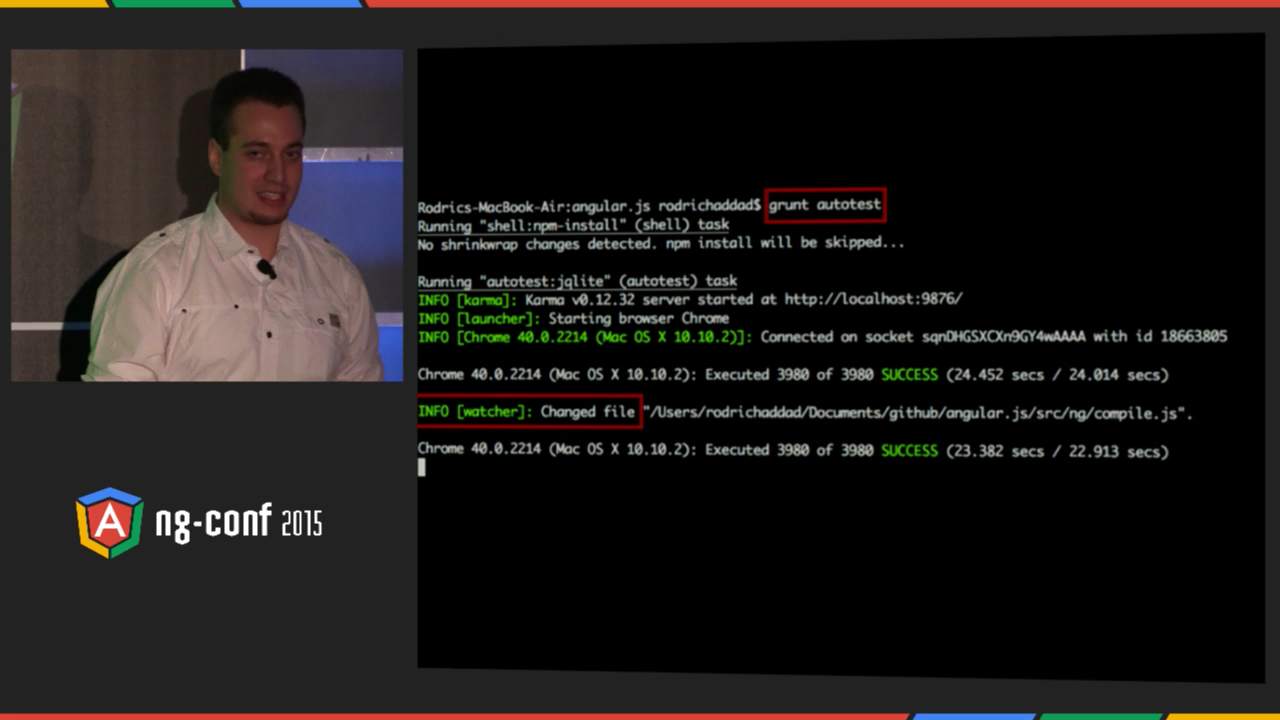 Rodrics-MacBook-Air:angular.js rodrichaddad$ grunt autotest
Running "shell:npm-install" (shell) task
No shrinkwrap changes detected. npm install will be skipped...
Running "autotest:jqlite" (autotest) task
INFO [karma]: Karma v0.12.32 server started at http://localhost:9876/
INFO [launcher]: Starting browser Chrome
INFO [Chrome 40.0.2214 (Mac OS X 10.10.2)]: Connected on socket sqnDHGSXCXn9GY4wAAAA with id 18663805
Chrome 40.0.2214 (Mac OS X 10.10.2): Executed 3980 of 3980 SUCCESS (24.452 secs / 24.014 secs)
INFO [watcher]: Changed file "/Users/rodrichaddad/Documents/github/angular.js/src/ng/compile.js".
Chrome 40.0.2214 (Mac OS X 10.10.2): Executed 3980 of 3980 SUCCESS (23.382 secs / 22.913 secs)
A ng-conf 2015